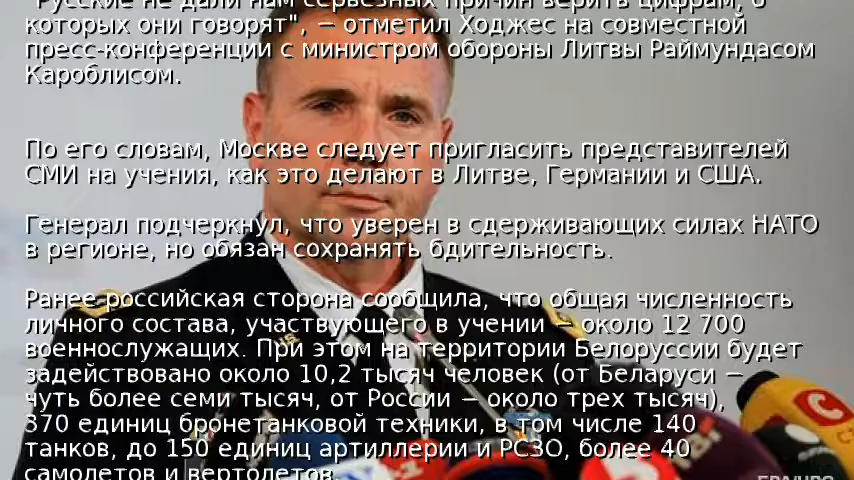 "Русские не дали нам серьезных причин верить цифрам, о
которых они говорят", − отметил Ходжес на совместной
пресс-конференции с министром обороны Литвы Раймундасом
Кароблисом.
По его словам, Москве следует пригласить представителей
СМИ на учения, как это делают в Литве, Германии и США.
Генерал подчеркнул, что уверен в сдерживающих силах НАТО
в регионе, но обязан сохранять бдительность.
Ранее российская сторона сообщила, что общая численность
личного состава, участвующего в учении − около 12 700
военнослужащих. При этом на территории Белоруссии будет
задействовано около 10,2 тысяч человек (от Беларуси −
чуть более семи тысяч, от России − около трех тысяч),
370 единиц бронетанковой техники, в том числе 140
танков, до 150 единиц артиллерии и РСЗО, более 40
самолетов и вертолетов.